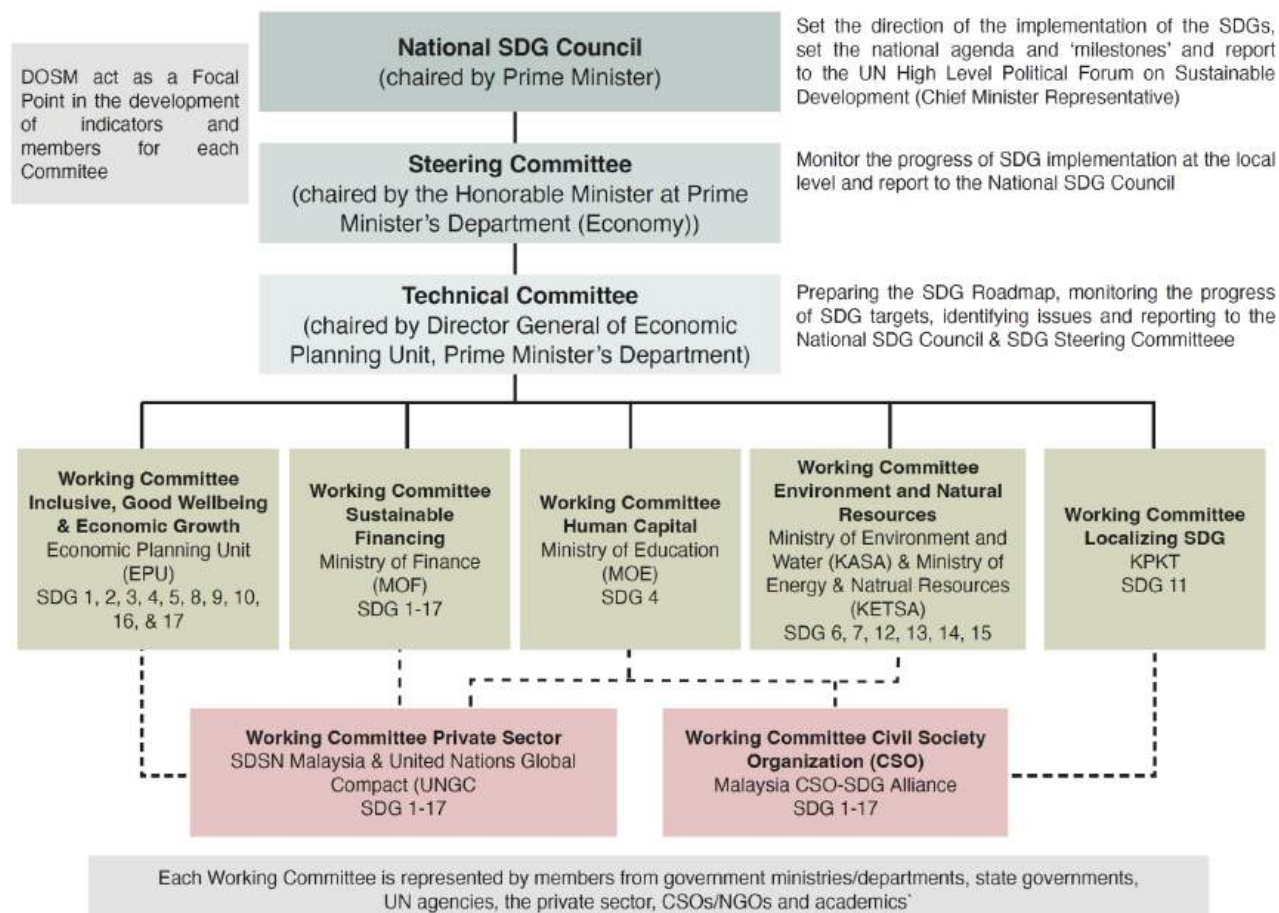 National SDG Council
(chaired by Prime Minister)
Set the direction of the implementation of the SDGs,
set the national agenda and ‘milestones’ and report
to the UN High Level Political Forum on Sustainable
Development (Chief Minister Representative)
DOSM act as a Focal
Point in the development
of indicators and
members for each
Commitee
Steering Committee
(chaired by the Honorable Minister at Prime
Minister’s Department (Economy))
Monitor the progress of SDG implementation at the local
level and report to the National SDG Council
Technical Committee
(chaired by Director General of Economic
Planning Unit, Prime Minister’s Department)
Preparing the SDG Roadmap, monitoring the progress
of SDG targets, identifying issues and reporting to the
National SDG Council & SDG Steering Committeee
Working Committee
Inclusive, Good Wellbeing
& Economic Growth
Economic Planning Unit
(EPU)
SDG 1, 2, 3, 4, 5, 8, 9, 10,
16, & 17
Working Committee
Sustainable
Financing
Ministry of Finance
(MOF)
SDG 1-17
Working Committee
Human Capital
Ministry of Education
(MOE)
SDG 4
Working Committee
Environment and Natural
Resources
Ministry of Environment and
Water (KASA) & Ministry of
Energy & Natrual Resources
(KETSA)
SDG 6, 7, 12, 13, 14, 15
Working Committee
Localizing SDG
KPKT
SDG 11
Working Committee Private Sector
SDSN Malaysia & United Nations Global
Compact (UNGC
SDG 1-17
Working Committee Civil Society
Organization (CSO)
Malaysia CSO-SDG Alliance
SDG 1-17
Each Working Committee is represented by members from government ministries/departments, state governments,
UN agencies, the private sector, CSOs/NGOs and academics`